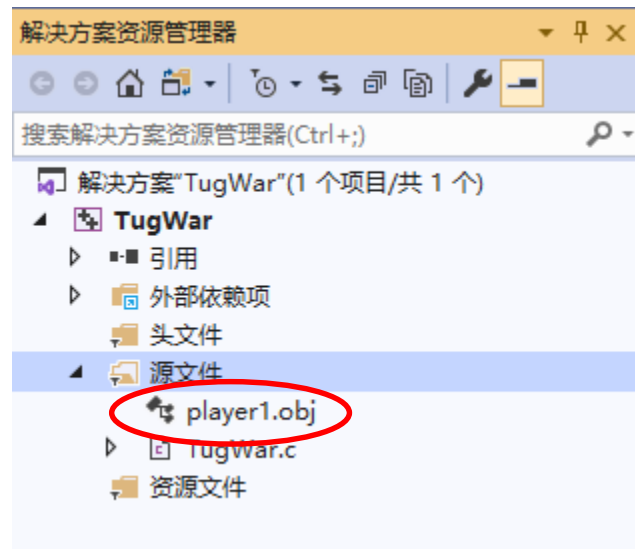 解决方案资源管理器
搜索解决方案资源管理器(Ctrl+;)
解决方案"TugWar"(1 个项目/共 1 个)
TugWar
引用
外部依赖项
头文件
源文件
player1.obj
TugWar.c
资源文件